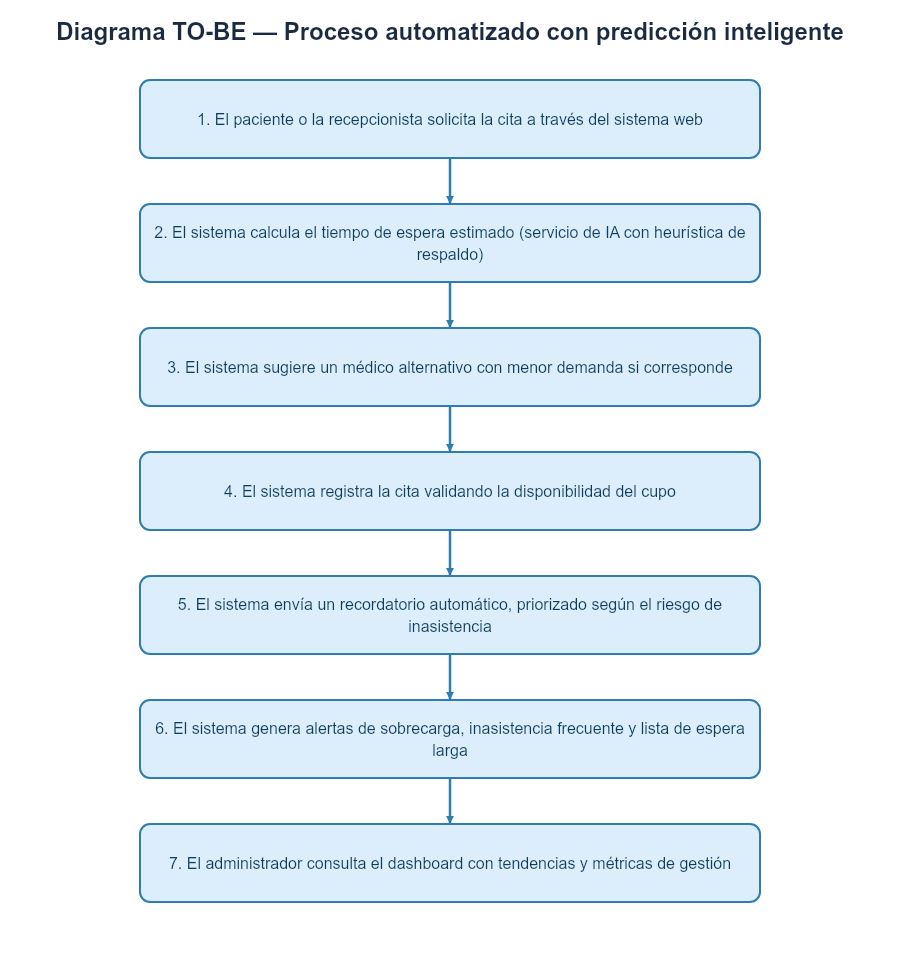 Diagrama TO-BE — Proceso automatizado con predicción inteligente
1. El paciente o la recepcionista solicita la cita a través del sistema web
2. El sistema calcula el tiempo de espera estimado (servicio de IA con heurística de
respaldo)
3. El sistema sugiere un médico alternativo con menor demanda si corresponde
4. El sistema registra la cita validando la disponibilidad del cupo
5. El sistema envía un recordatorio automático, priorizado según el riesgo de
inasistencia
6. El sistema genera alertas de sobrecarga, inasistencia frecuente y lista de espera
larga
7. El administrador consulta el dashboard con tendencias y métricas de gestión